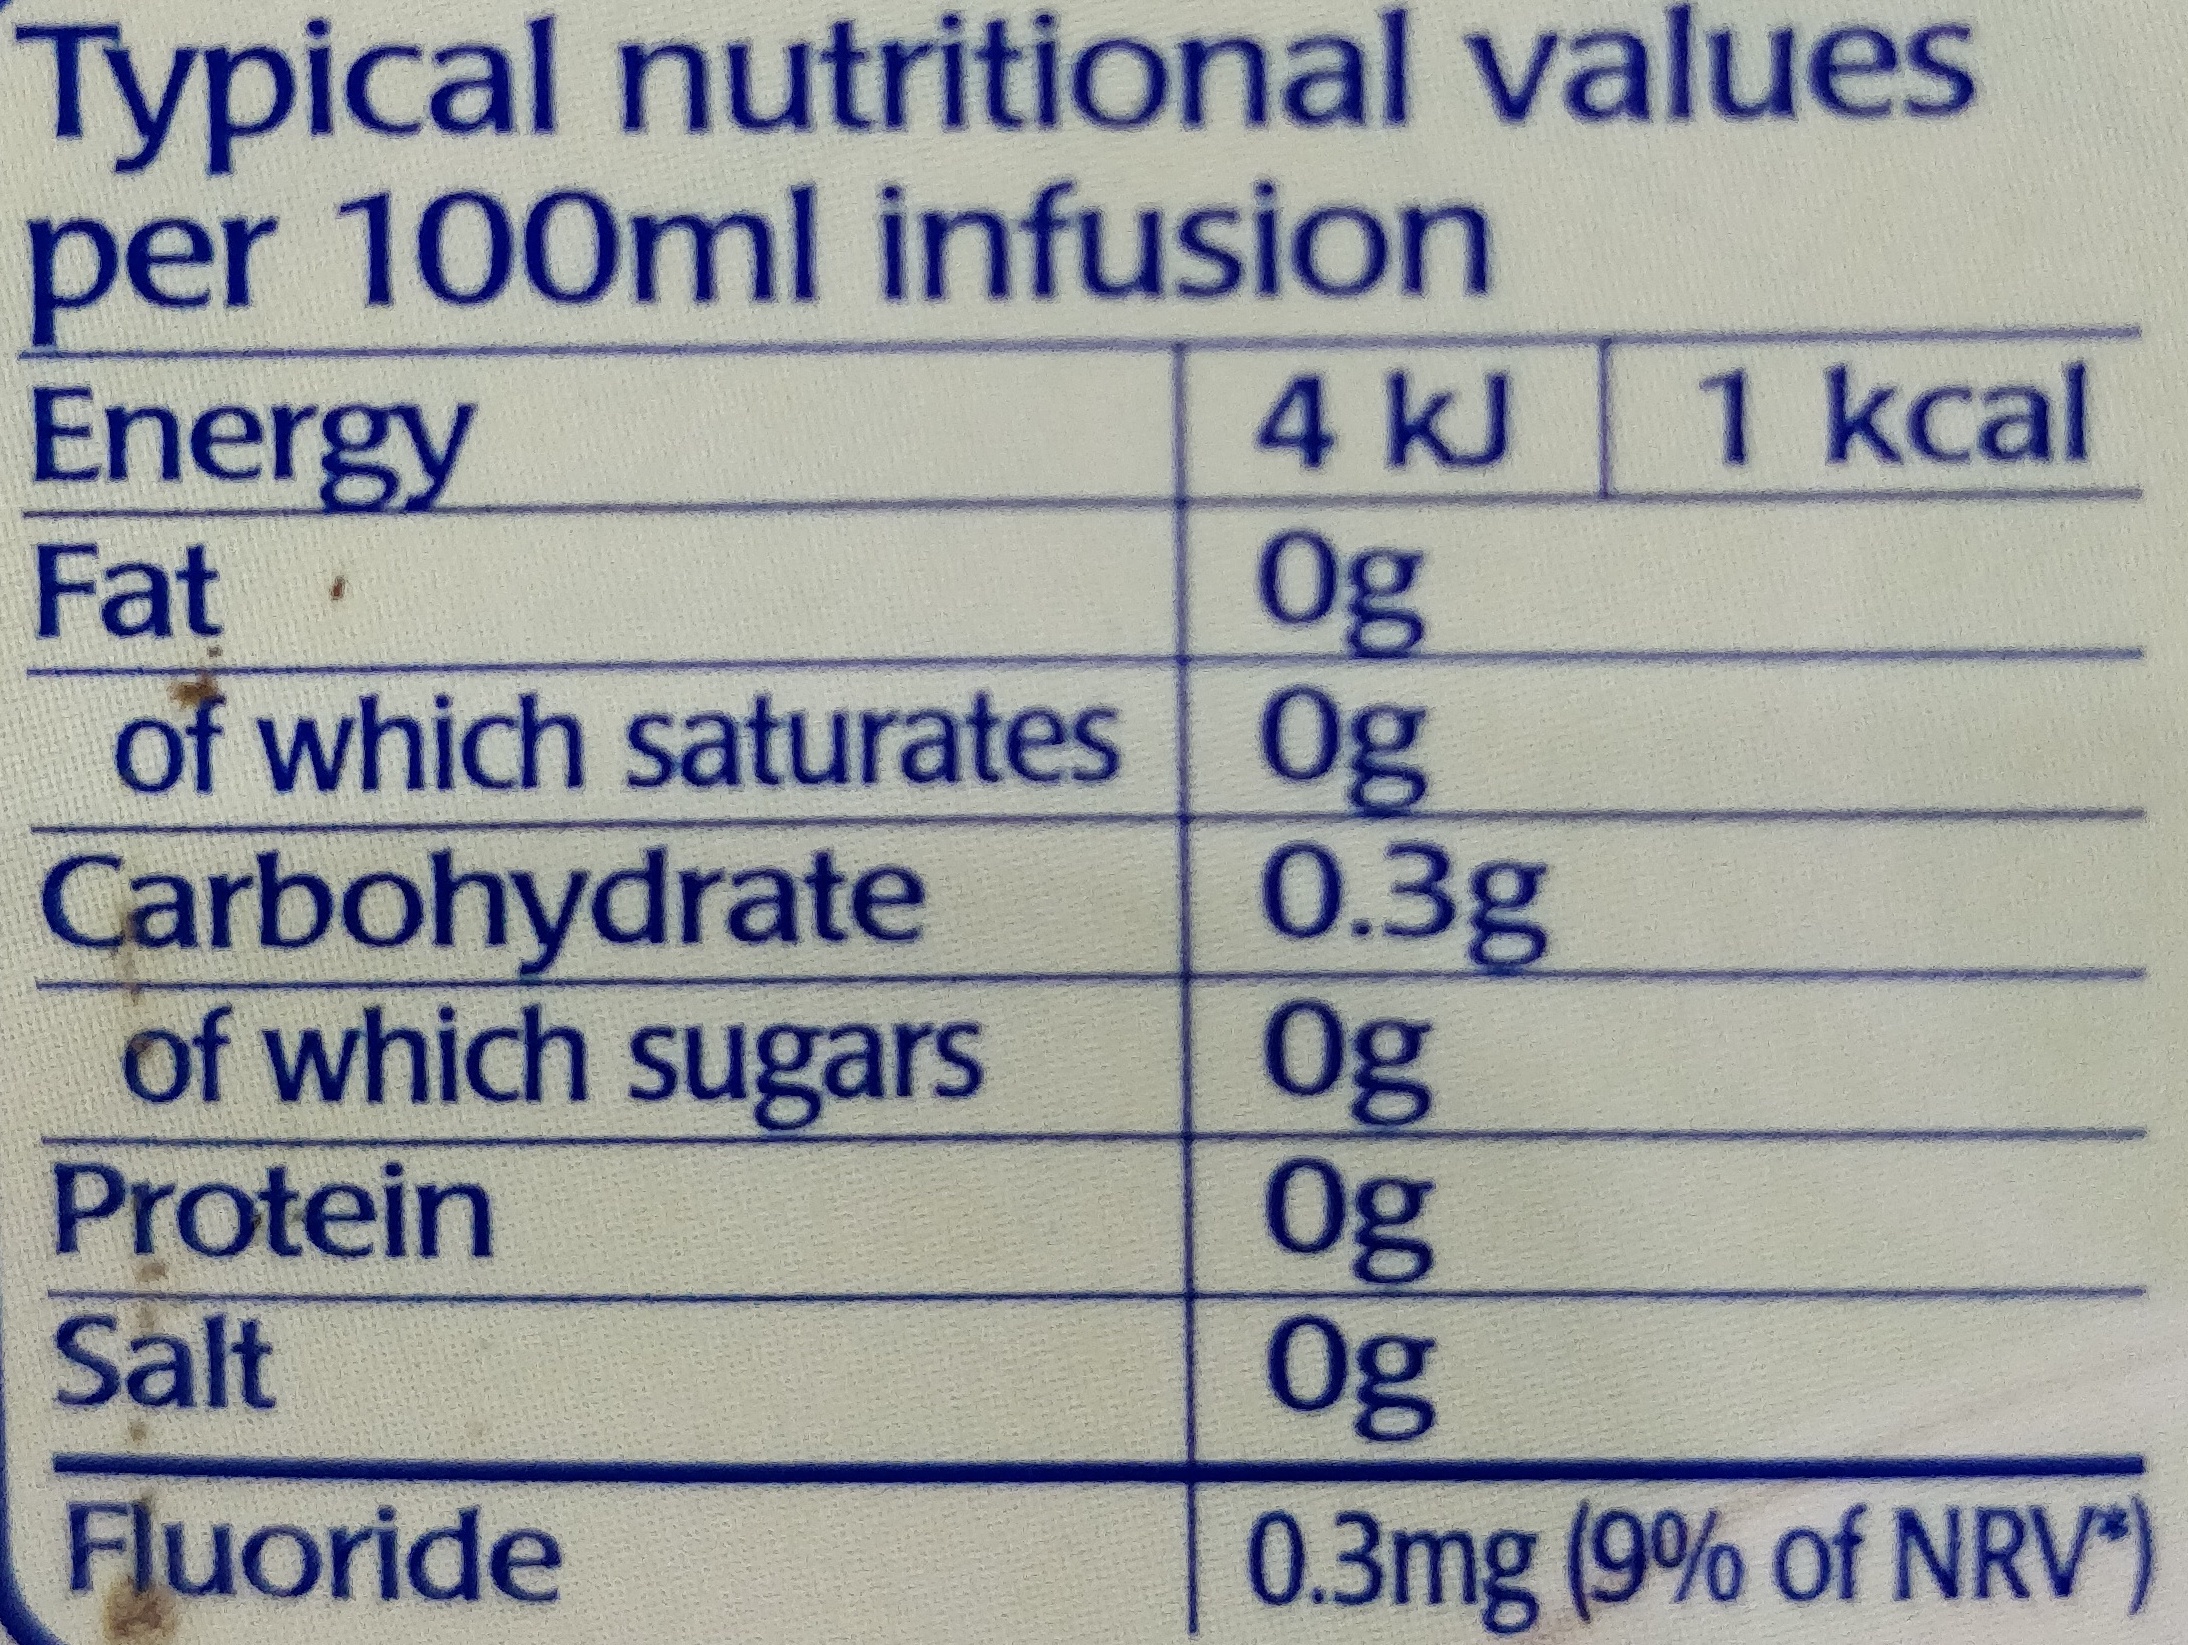 Typical nutritional values
per 100ml infusion
Energy 4 kJ 1 kcal
Fat 0g
of which saturates 0g
Carbohydrate 0.3g
of which sugars 0g
Protein 0g
Salt 0g
Fluoride 0.3mg (9% of NRV*)